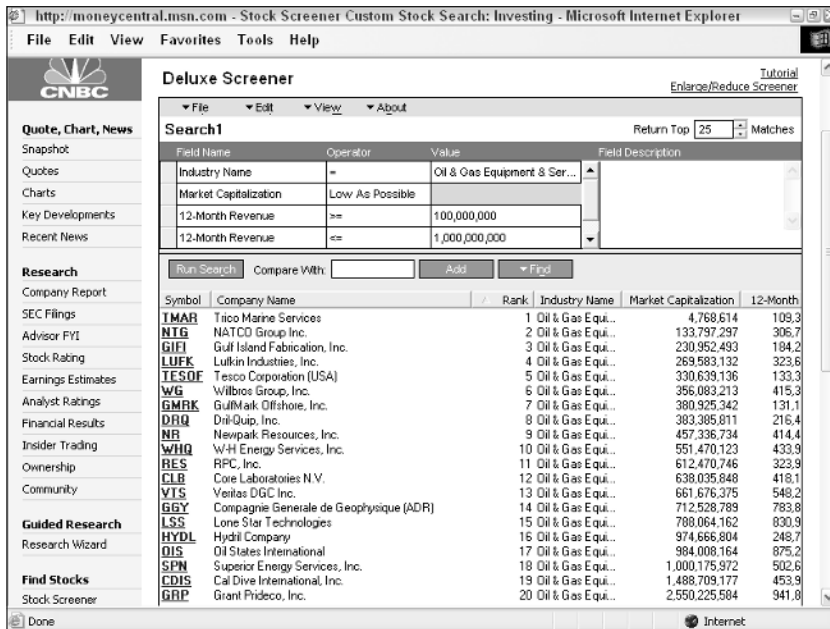 http://moneycentral.msn.com - Stock Screener Custom Stock Search: Investing - Microsoft Internet Explorer
File Edit View Favorites Tools Help
CNBC
Quote, Chart, News
Snapshot
Quotes
Charts
Key Developments
Recent News
Research
Company Report
SEC Filings
Advisor FYI
Stock Rating
Earnings Estimates
Analyst Ratings
Financial Results
Insider Trading
Ownership
Community
Guided Research
Research Wizard
Find Stocks
Stock Screener
Deluxe Screener
Tutorial
Enlarge/Reduce Screener
File Edit View About
Search1 Return Top 25 Matches
Field Name Operator Value Field Description
Industry Name = Oil & Gas Equipment & Ser...
Market Capitalization Low As Possible
12-Month Revenue >= 100,000,000
12-Month Revenue <= 1,000,000,000
Run Search Compare With: Add Find
Symbol Company Name Rank Industry Name Market Capitalization 12-Month
TMAR Trico Marine Services 1 Oil & Gas Equi... 4,768,614 109,3
NTG NATCO Group Inc. 2 Oil & Gas Equi... 133,797,297 306,7
GIFI Gulf Island Fabrication, Inc. 3 Oil & Gas Equi... 230,952,493 184,2
LUFK Lufkin Industries, Inc. 4 Oil & Gas Equi... 269,583,132 323,6
TESOF Tesco Corporation (USA) 5 Oil & Gas Equi... 330,639,136 133,3
WG Willbros Group, Inc. 6 Oil & Gas Equi... 356,083,213 415,3
GMRK GulfMark Offshore, Inc. 7 Oil & Gas Equi... 380,925,342 131,1
DRQ Dril-Quip, Inc. 8 Oil & Gas Equi... 383,385,811 216,4
NR Newpark Resources, Inc. 9 Oil & Gas Equi... 457,336,734 414,4
WHQ W-H Energy Services, Inc. 10 Oil & Gas Equi... 551,470,123 433,9
RES RPC, Inc. 11 Oil & Gas Equi... 612,470,746 323,9
CLB Core Laboratories N.V. 12 Oil & Gas Equi... 638,035,848 418,1
VTS Veritas DGC Inc. 13 Oil & Gas Equi... 661,676,375 548,2
GGY Compagnie Generale de Geophysique (ADR) 14 Oil & Gas Equi... 712,528,789 783,8
LSS Lone Star Technologies 15 Oil & Gas Equi... 788,064,162 830,9
HYDL Hydril Company 16 Oil & Gas Equi... 974,666,804 248,7
OIS Oil States International 17 Oil & Gas Equi... 984,008,164 875,2
SPN Superior Energy Services, Inc. 18 Oil & Gas Equi... 1,000,175,972 502,6
CDIS Cal Dive International, Inc. 19 Oil & Gas Equi... 1,488,709,177 453,9
GRP Grant Prideco, Inc. 20 Oil & Gas Equi... 2,550,225,584 941,8
Done Internet